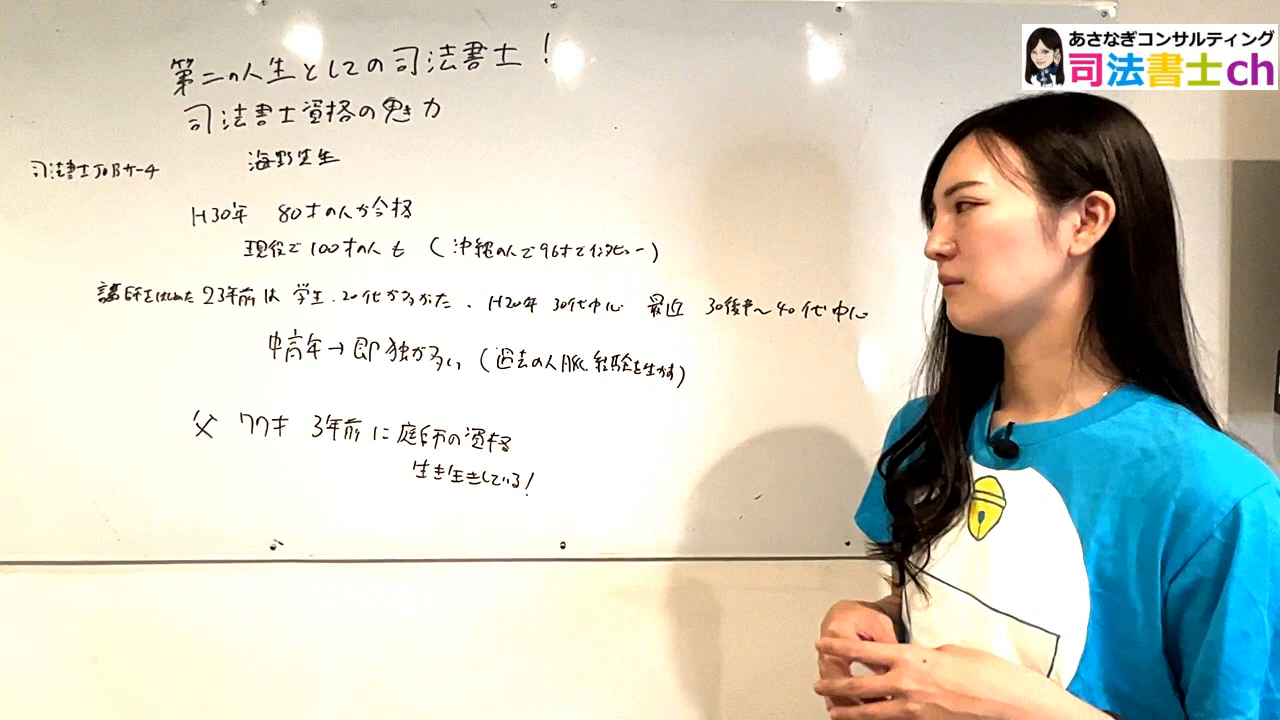 第二の人生としての司法書士!
司法書士資格の魅力
海野先生
司法書士JOBサーチ
H30年 80才の人が合格
現役で100才の人も (沖縄の人で96才でインタビュー)
講師をはじめた23年前は 学生、20代が多かた、H20年 30代中心 最近 30後半〜40代中心
中高年→即独が多い (過去の人脈、経験を生かす)
父 77才 3年前に庭師の資格
生き生きしている!
あさなぎコンサルティング
司法書士ch